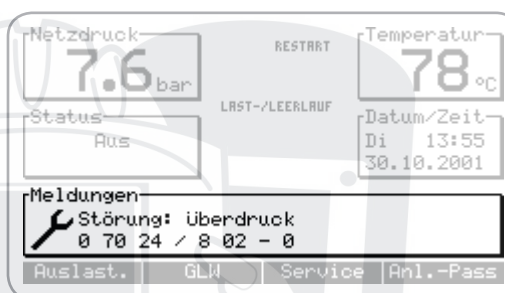 Netzdruck
7.6 bar
RESTART
Temperatur
78 °C
LAST-/LEERLAUF
Status
Aus
Datum/Zeit
Di 13:55
30.10.2001
Meldungen
Störung: überdruck
0 70 24 / 8 02 - 0
Auslast. GLW Service Anl.-Pass